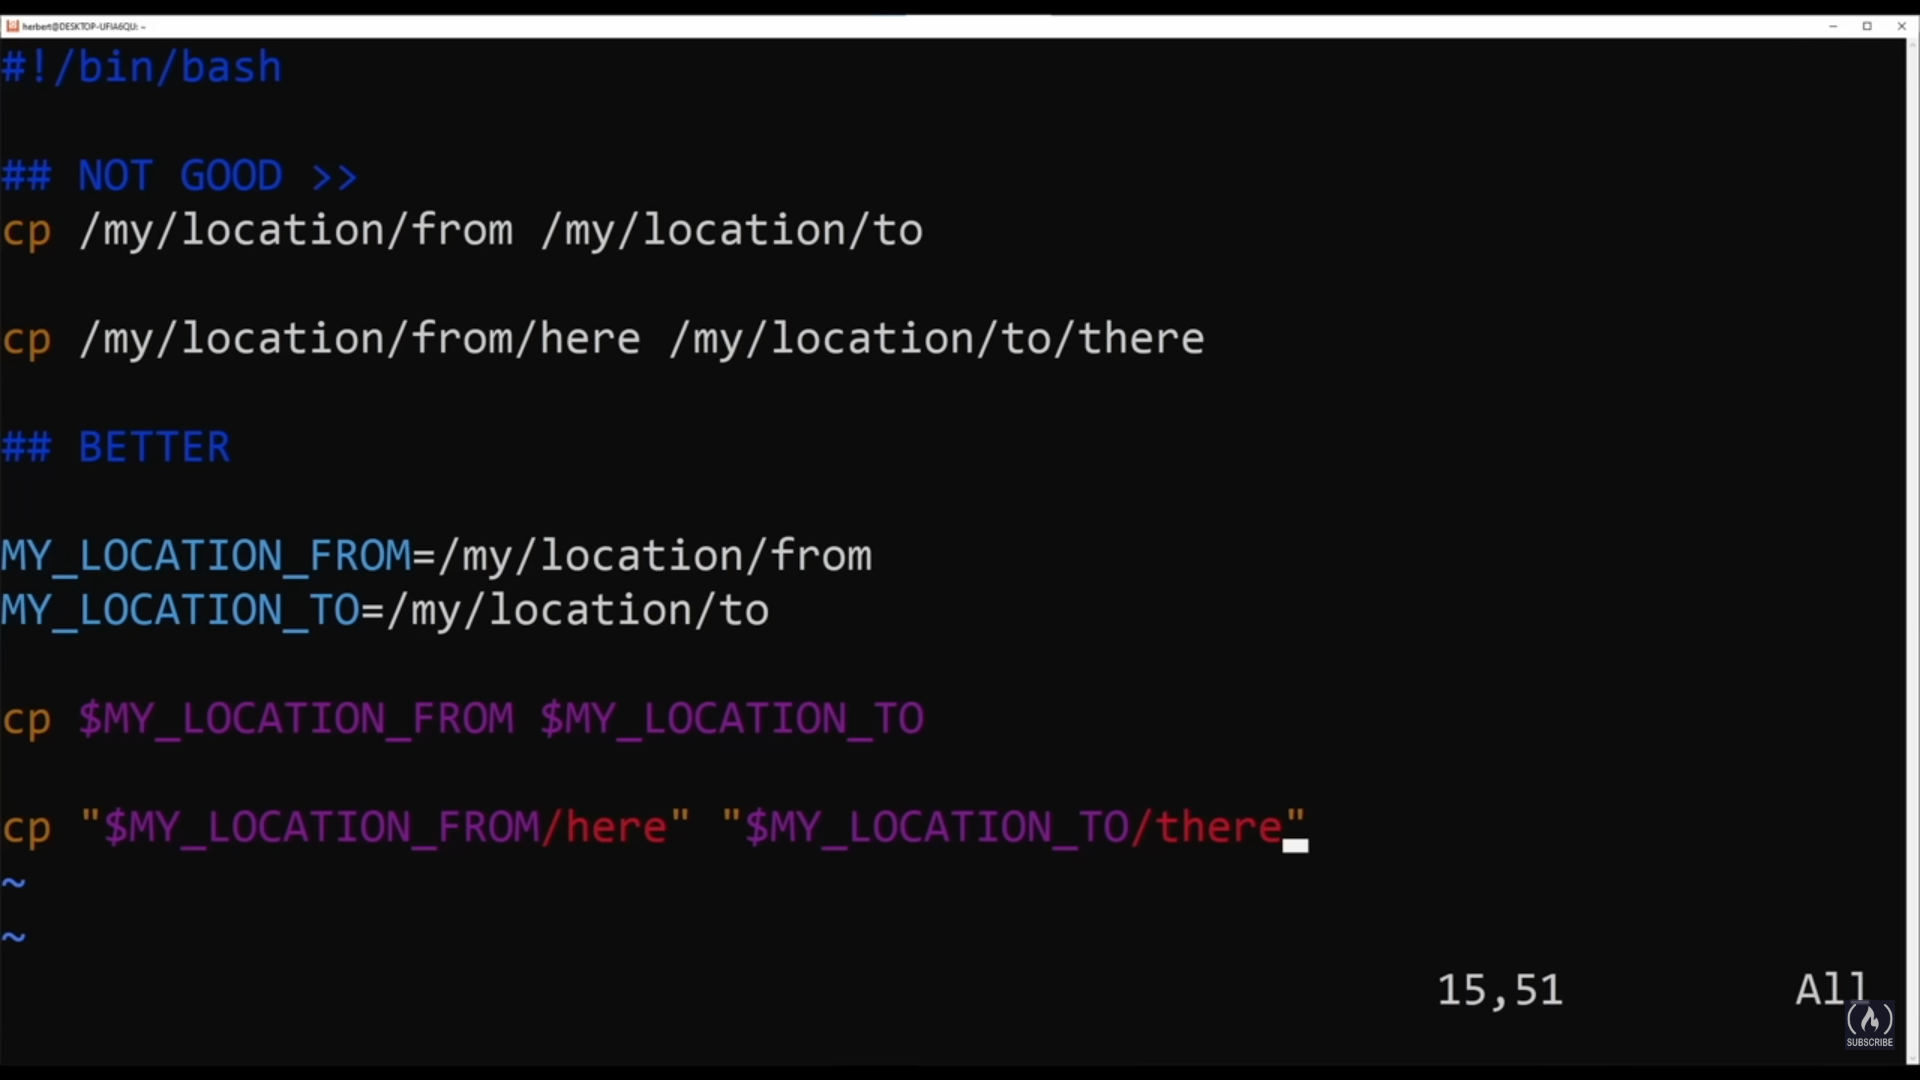 herbert@DESKTOP-UFIA6QU: ~
#!/bin/bash
## NOT GOOD >>
cp /my/location/from /my/location/to
cp /my/location/from/here /my/location/to/there
## BETTER
MY_LOCATION_FROM=/my/location/from
MY_LOCATION_TO=/my/location/to
cp $MY_LOCATION_FROM $MY_LOCATION_TO
cp "$MY_LOCATION_FROM/here" "$MY_LOCATION_TO/there"
~
~
15,51 All
SUBSCRIBE